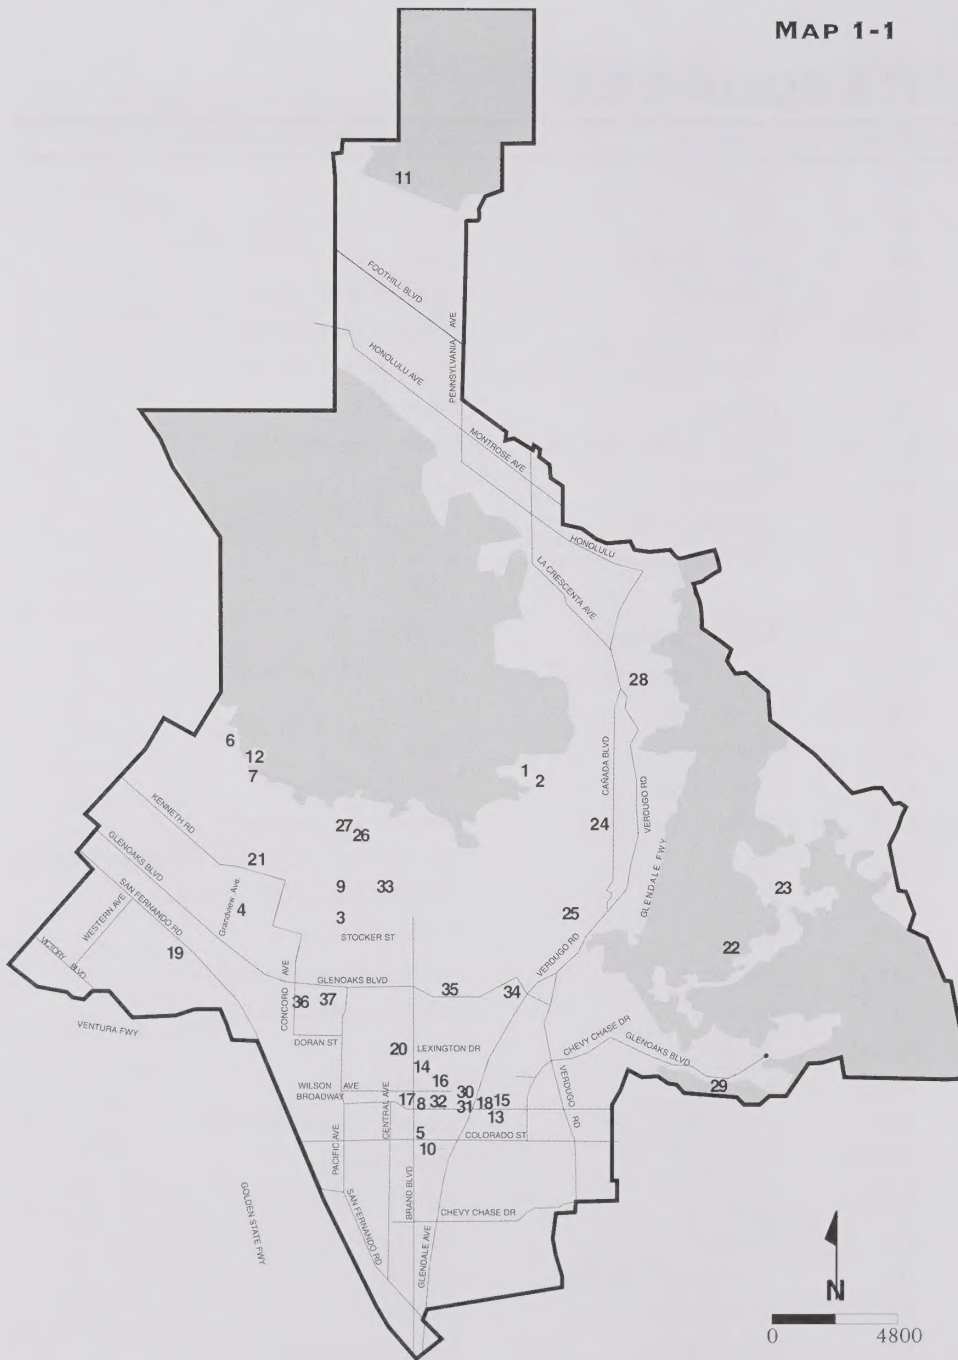 MAP 1-1
11
FOOTHILL BLVD
PENNSYLVANIA AVE
HONOLULU AVE
MONTROSE AVE
HONOLULU
LA CRESCENTA AVE
28
6
12
7
1
2
CAÑADA BLVD
VERDUGO RD
KENNETH RD
27
26
24
GLENDALE FWY
GLENOAKS BLVD
21
SAN FERNANDO RD
9
33
23
WESTERN AVE
Grandview Ave.
4
3
25
STOCKER ST
VICTORY BLVD
19
22
VERDUGO RD
CONCORD AVE
GLENOAKS BLVD
35
34
36
37
VENTURA FWY
DORAN ST
CHEVY CHASE DR
GLENOAKS BLVD
20
LEXINGTON DR
14
16
29
WILSON AVE
30
BROADWAY
17
8
32
31
18
15
VERDUGO RD
13
CENTRAL AVE
5
COLORADO ST
PACIFIC AVE
10
BRAND BLVD
GOLDEN STATE FWY
SAN FERNANDO RD
CHEVY CHASE DR
GLENDALE AVE
N
0 4800